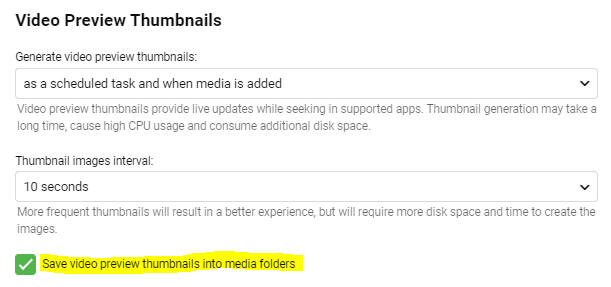 Video Preview Thumbnails
Generate video preview thumbnails:
as a scheduled task and when media is added
Video preview thumbnails provide live updates while seeking in supported apps. Thumbnail generation may take a
long time, cause high CPU usage and consume additional disk space.
Thumbnail images interval:
10 seconds
More frequent thumbnails will result in a better experience, but will require more disk space and time to create the
images.
Save video preview thumbnails into media folders